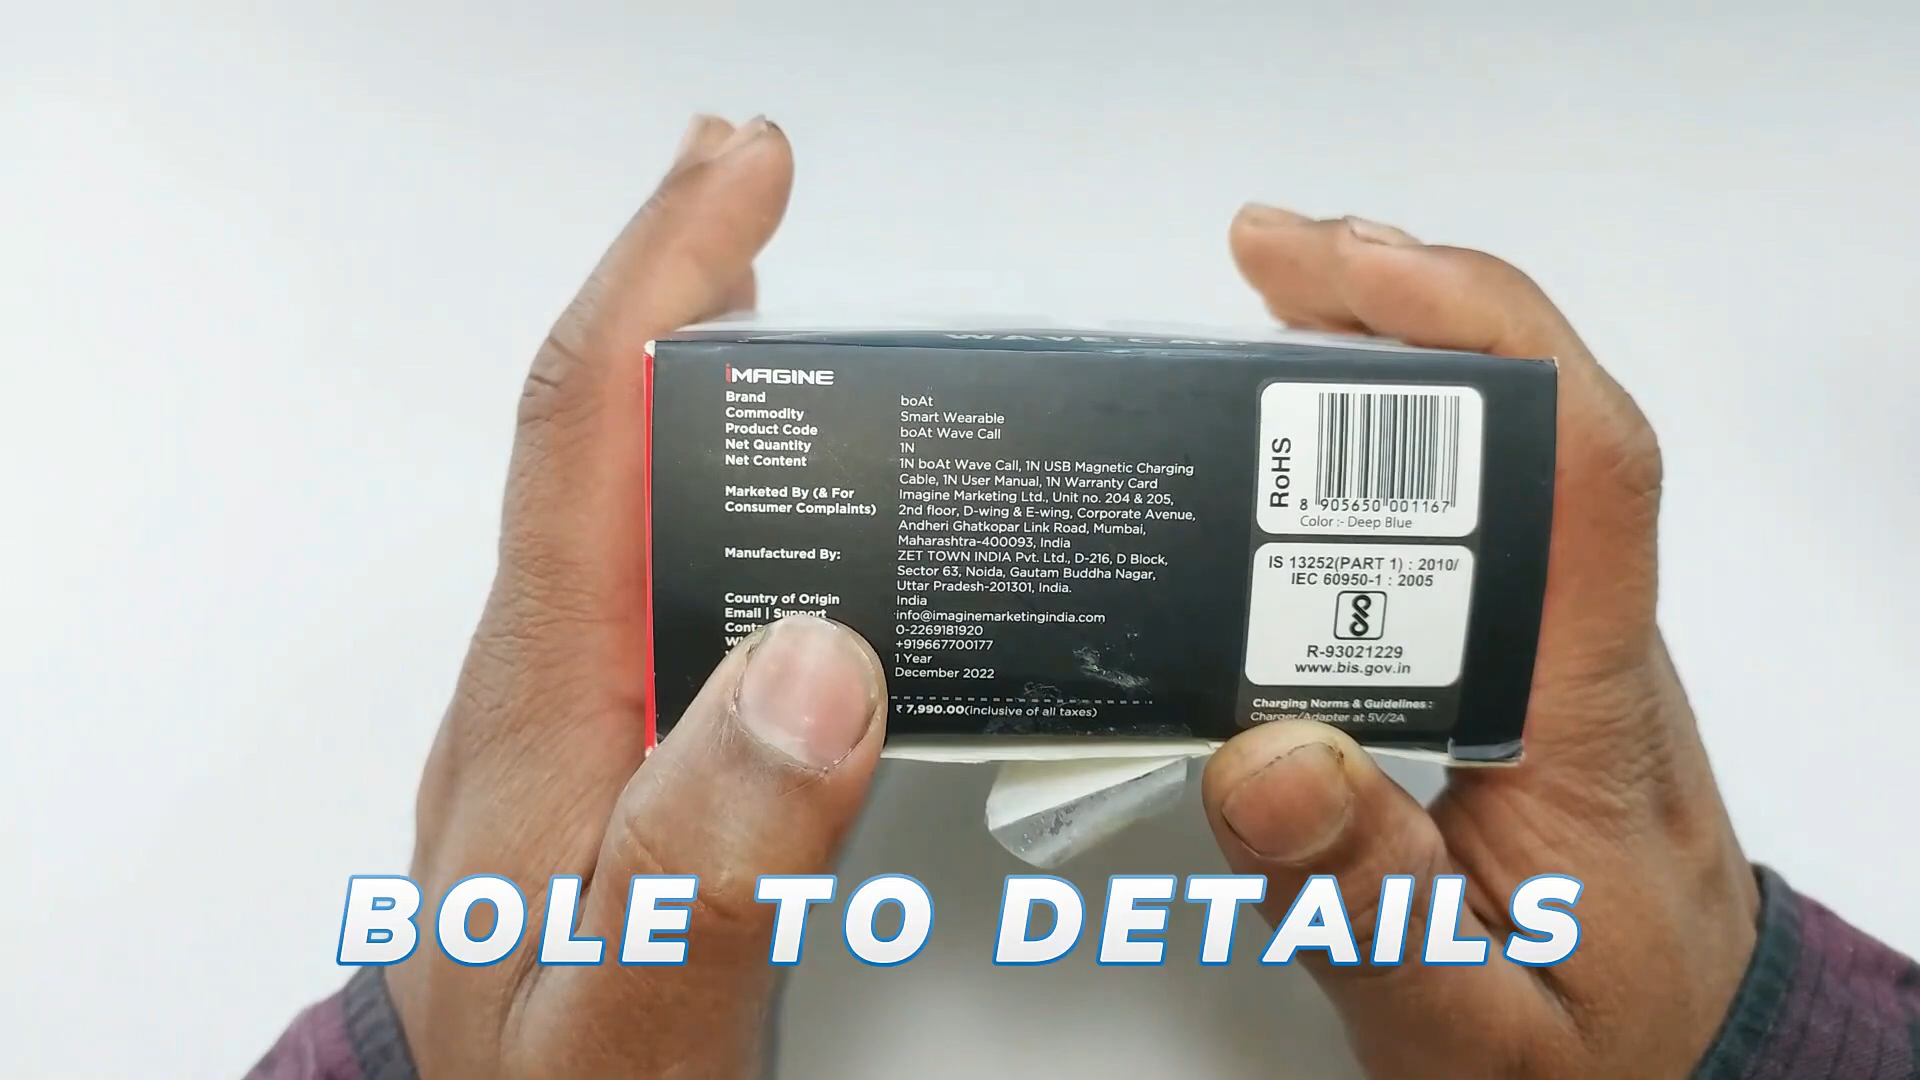 WAVE CALL
iMAGINE
Brand boAt
Commodity Smart Wearable
Product Code boAt Wave Call
Net Quantity 1N
Net Content 1N boAt Wave Call, 1N USB Magnetic Charging
Cable, 1N User Manual, 1N Warranty Card
Marketed By (& For Imagine Marketing Ltd., Unit no. 204 & 205,
Consumer Complaints) 2nd floor, D-wing & E-wing, Corporate Avenue,
Andheri Ghatkopar Link Road, Mumbai,
Maharashtra-400093, India
Manufactured By: ZET TOWN INDIA Pvt. Ltd., D-216, D Block,
Sector 63, Noida, Gautam Buddha Nagar,
Uttar Pradesh-201301, India.
Country of Origin India
Email | Support info@imaginemarketingindia.com
0-2269181920
+919667700177
1 Year
December 2022
₹ 7,990.00(inclusive of all taxes)
RoHS
8 905650 001167
Color :- Deep Blue
IS 13252(PART 1) : 2010/
IEC 60950-1 : 2005
R-93021229
www.bis.gov.in
Charging Norms & Guidelines :
Charger/Adapter at 5V/2A
BOLE TO DETAILS